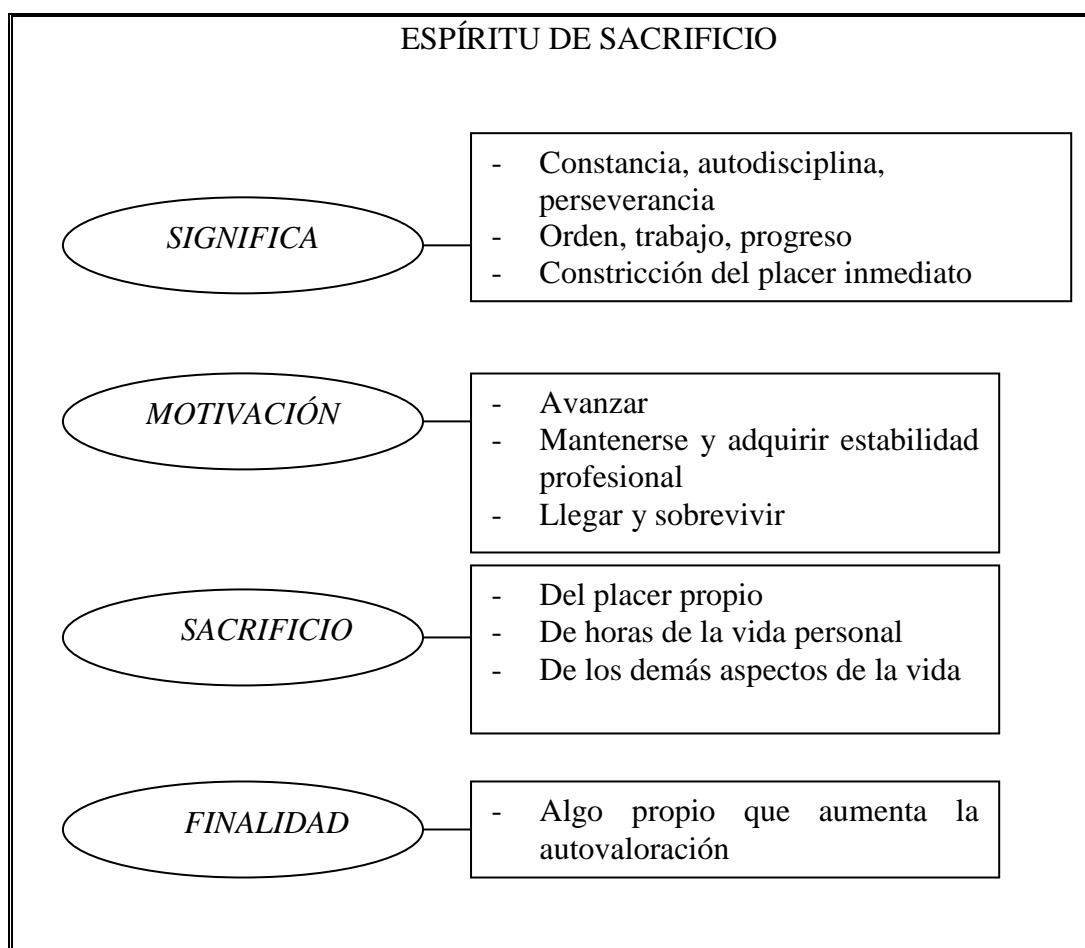 ESPÍRITU DE SACRIFICIO
SIGNIFICA
- Constancia, autodisciplina,
perseverancia
- Orden, trabajo, progreso
- Constricción del placer inmediato
MOTIVACIÓN
- Avanzar
- Mantenerse y adquirir estabilidad
profesional
- Llegar y sobrevivir
SACRIFICIO
- Del placer propio
- De horas de la vida personal
- De los demás aspectos de la vida
FINALIDAD
- Algo propio que aumenta la
autovaloración